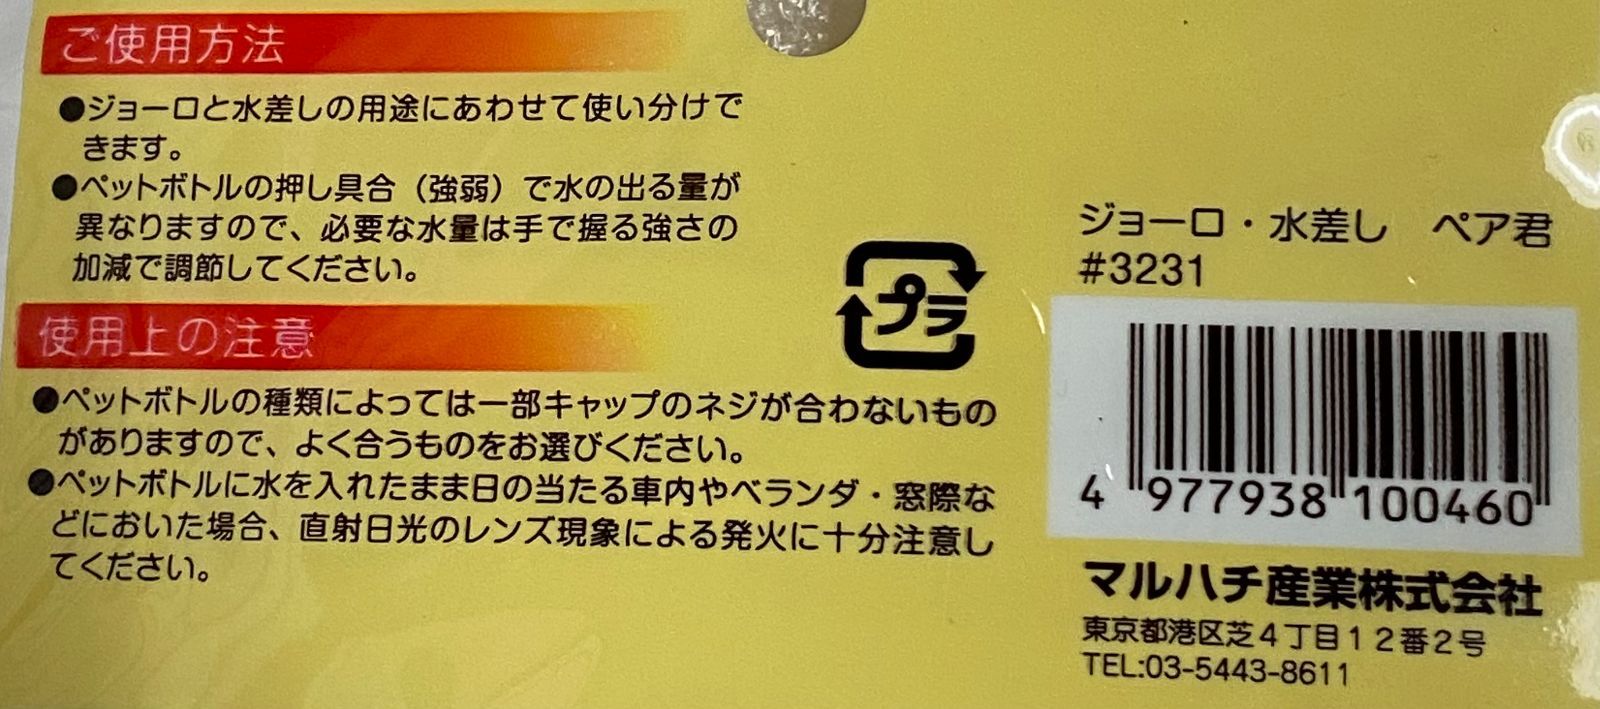 ご使用方法
●ジョーロと水差しの用途にあわせて使い分けで
きます。
●ペットボトルの押し具合（強弱）で水の出る量が
異なりますので、必要な水量は手で握る強さの
加減で調節してください。
使用上の注意
●ペットボトルの種類によっては一部キャップのネジが合わないもの
がありますので、よく合うものをお選びください。
●ペットボトルに水を入れたまま日の当たる車内やベランダ・窓際な
どにおいた場合、直射日光のレンズ現象による発火に十分注意し
てください。
プラ
ジョーロ・水差し　ペア君
#3231
4 977938 100460
マルハチ産業株式会社
東京都港区芝４丁目１２番２号
TEL:03-5443-8611